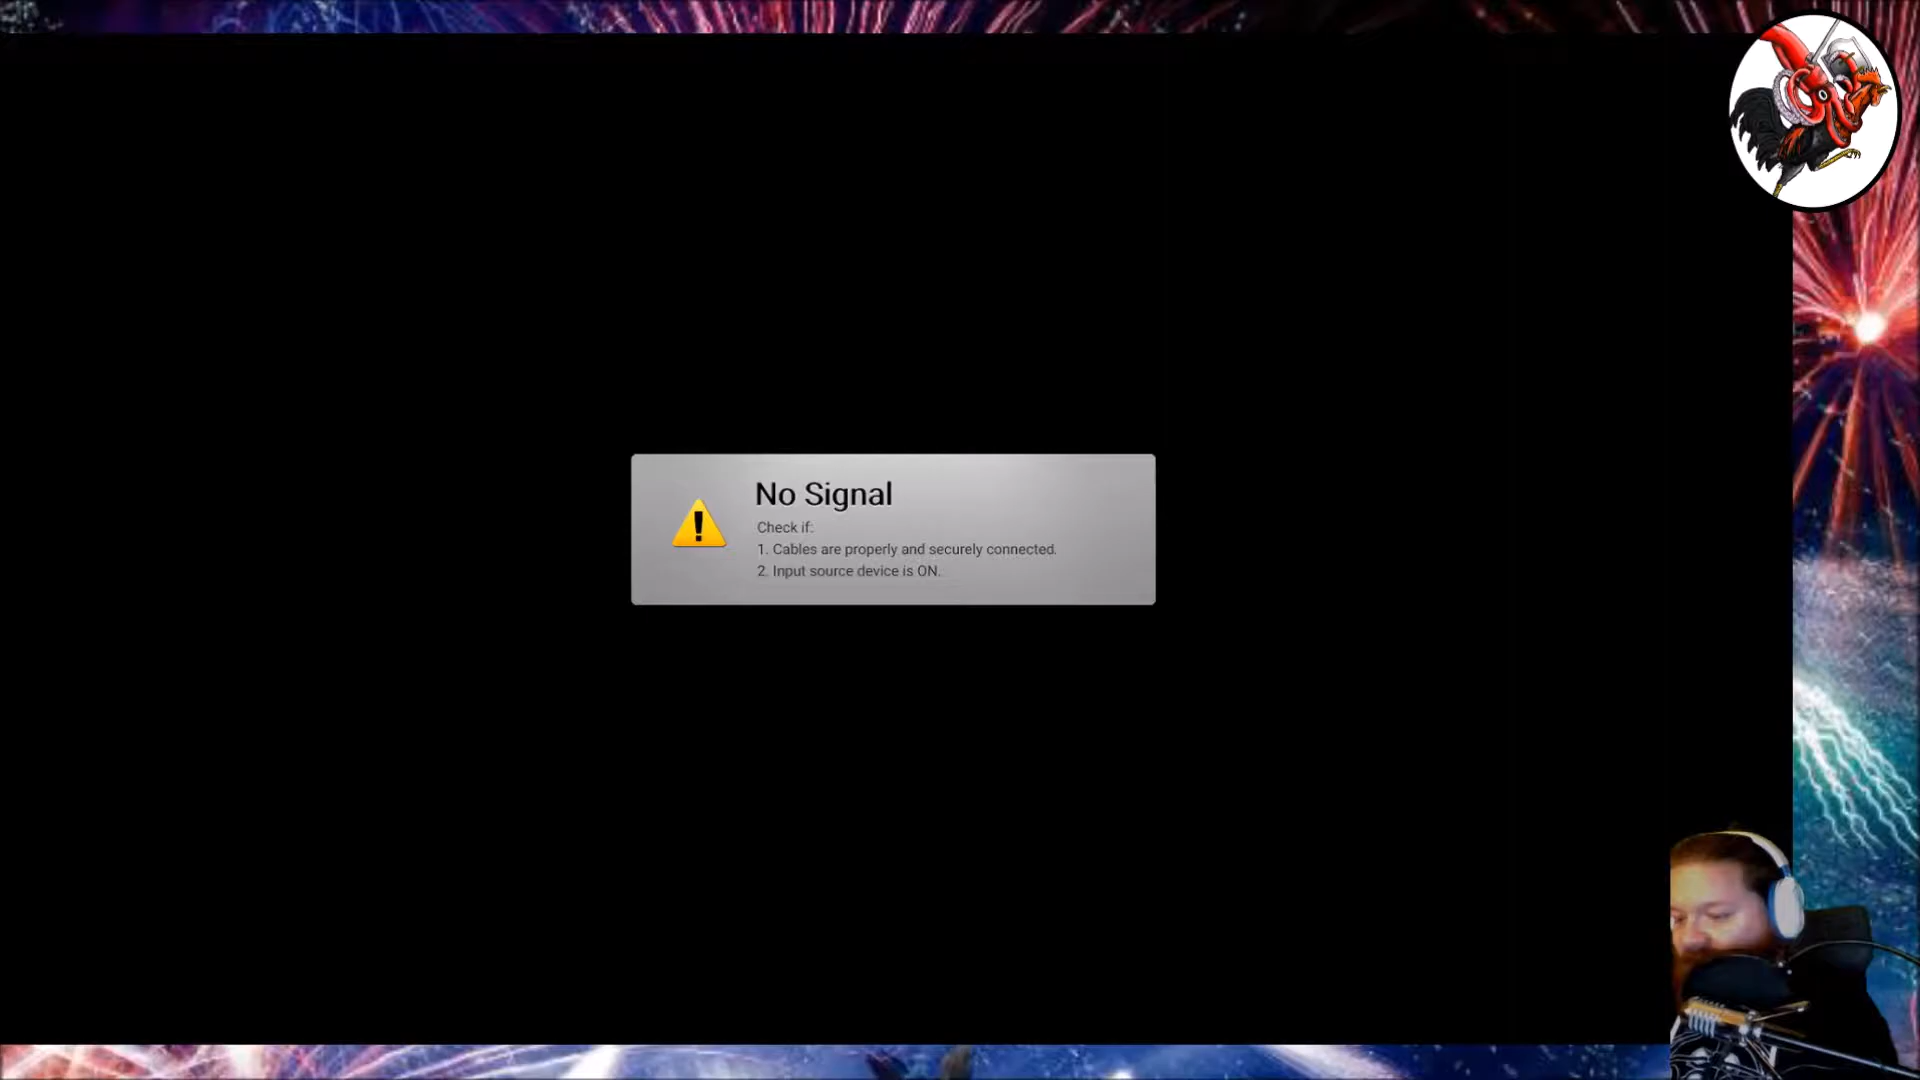 No Signal
Check if:
1. Cables are properly and securely connected.
2. Input source device is ON.